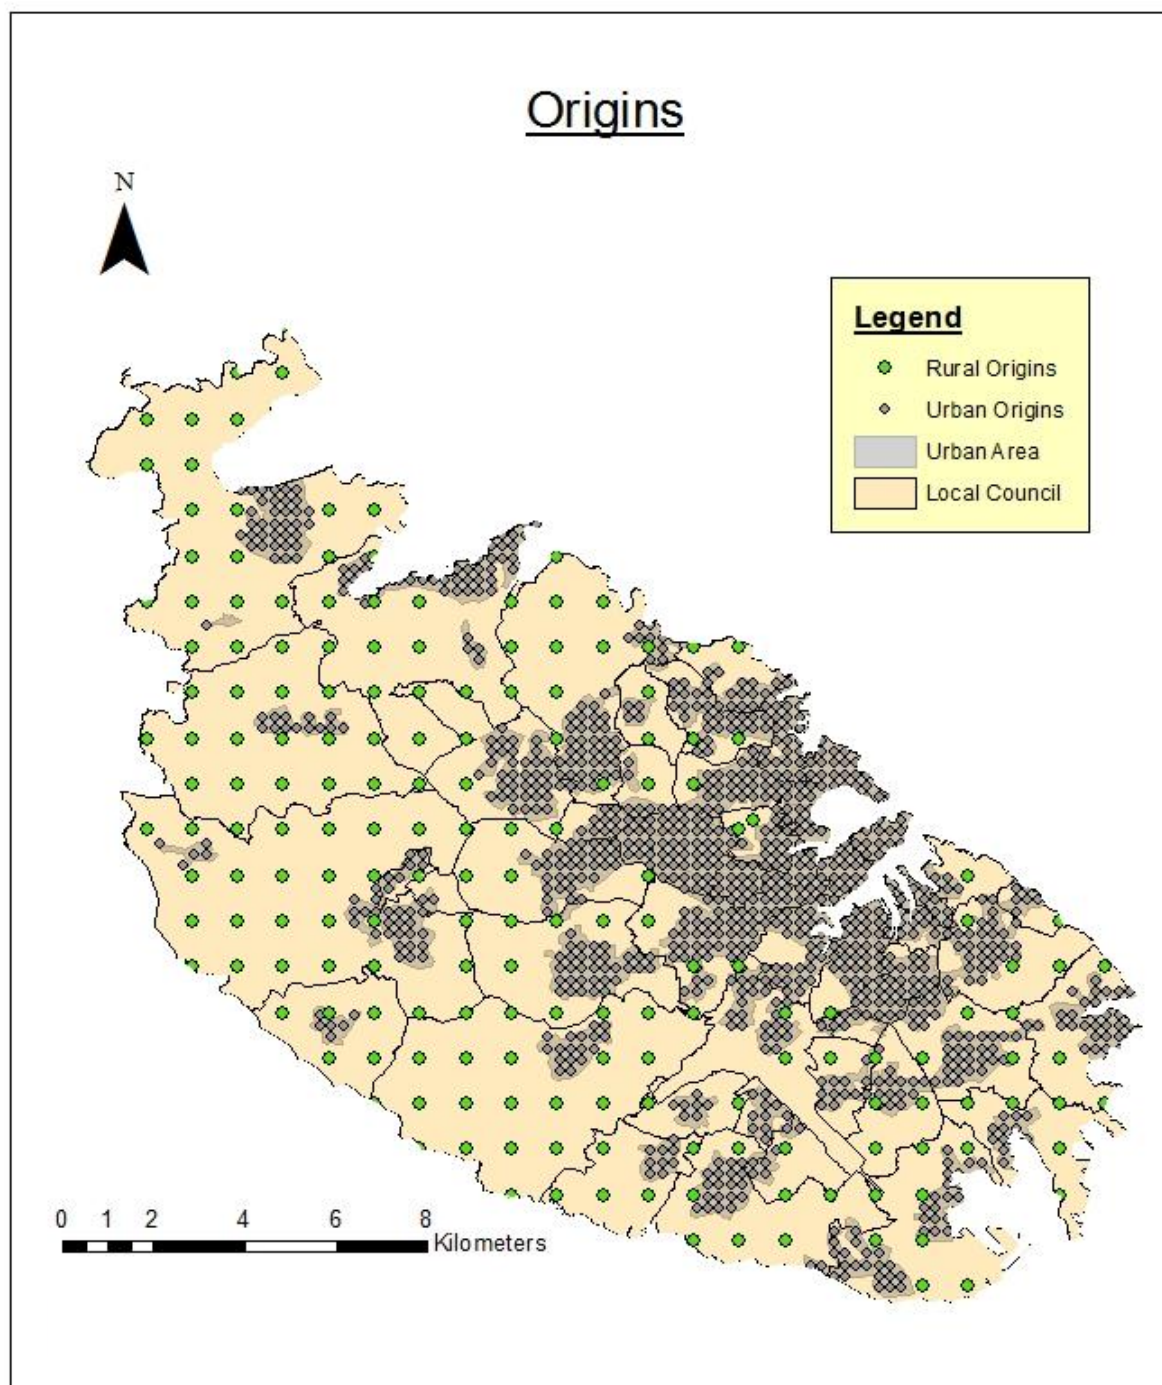 Origins
N
Legend
Rural Origins
Urban Origins
Urban Area
Local Council
0 1 2 4 6 8
Kilometers